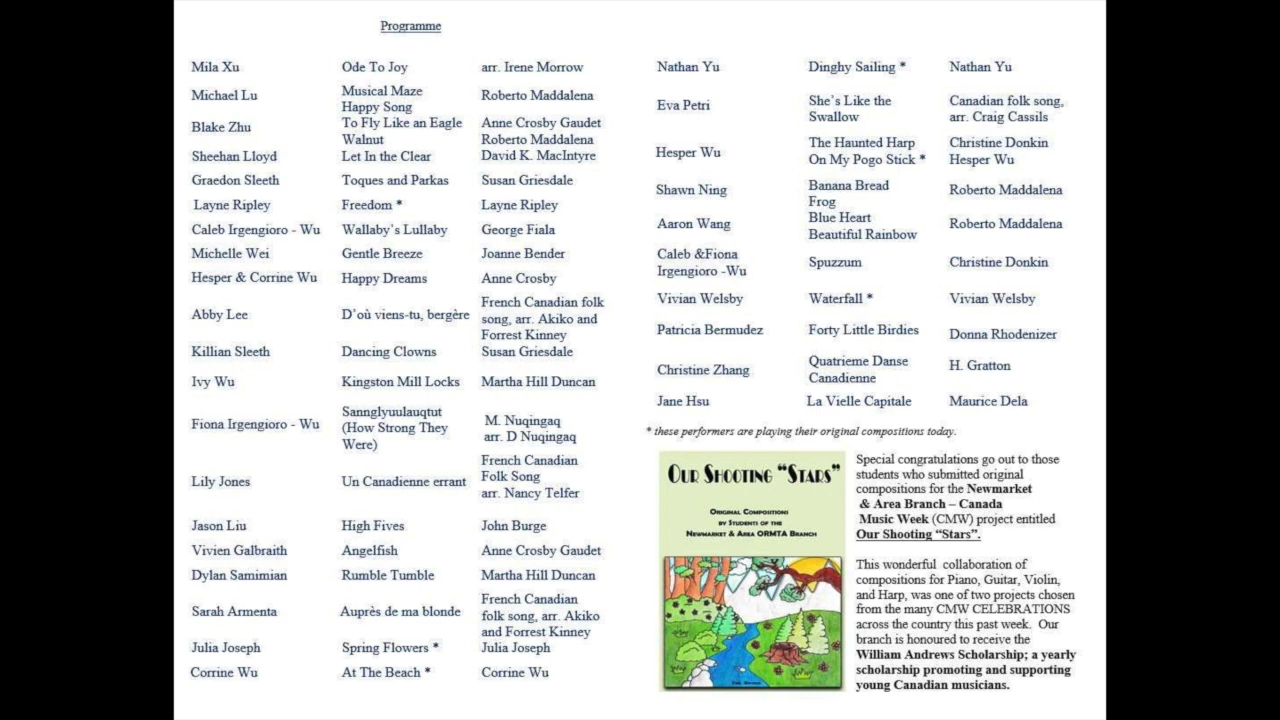 Programme
Mila Xu Ode To Joy arr. Irene Morrow
Michael Lu Musical Maze Roberto Maddalena
Happy Song
Blake Zhu To Fly Like an Eagle Anne Crosby Gaudet
Walnut Roberto Maddalena
Sheehan Lloyd Let In the Clear David K. MacIntyre
Graedon Sleeth Toques and Parkas Susan Griesdale
Layne Ripley Freedom * Layne Ripley
Caleb Irgengioro - Wu Wallaby's Lullaby George Fiala
Michelle Wei Gentle Breeze Joanne Bender
Hesper & Corrine Wu Happy Dreams Anne Crosby
Abby Lee D'où viens-tu, bergère French Canadian folk
song, arr. Akiko and
Forrest Kinney
Killian Sleeth Dancing Clowns Susan Griesdale
Ivy Wu Kingston Mill Locks Martha Hill Duncan
Fiona Irgengioro - Wu Sannglyuulauqtut M. Nuqingaq
(How Strong They arr. D Nuqingaq
Were)
Lily Jones Un Canadienne errant French Canadian
Folk Song
arr. Nancy Telfer
Jason Liu High Fives John Burge
Vivien Galbraith Angelfish Anne Crosby Gaudet
Dylan Samimian Rumble Tumble Martha Hill Duncan
Sarah Armenta Auprès de ma blonde French Canadian
folk song, arr. Akiko
and Forrest Kinney
Julia Joseph Spring Flowers * Julia Joseph
Corrine Wu At The Beach * Corrine Wu
Nathan Yu Dinghy Sailing * Nathan Yu
Eva Petri She's Like the Canadian folk song,
Swallow arr. Craig Cassils
Hesper Wu The Haunted Harp Christine Donkin
On My Pogo Stick * Hesper Wu
Shawn Ning Banana Bread Roberto Maddalena
Frog
Aaron Wang Blue Heart Roberto Maddalena
Beautiful Rainbow
Caleb &Fiona Spuzzum Christine Donkin
Irgengioro -Wu
Vivian Welsby Waterfall * Vivian Welsby
Patricia Bermudez Forty Little Birdies Donna Rhodenizer
Christine Zhang Quatrieme Danse H. Gratton
Canadienne
Jane Hsu La Vielle Capitale Maurice Dela
* these performers are playing their original compositions today.
OUR SHOOTING "STARS"
ORIGINAL COMPOSITIONS
BY STUDENTS OF THE
NEWMARKET & AREA ORMTA BRANCH
Special congratulations go out to those
students who submitted original
compositions for the Newmarket
& Area Branch – Canada
Music Week (CMW) project entitled
Our Shooting "Stars".
This wonderful collaboration of
compositions for Piano, Guitar, Violin,
and Harp, was one of two projects chosen
from the many CMW CELEBRATIONS
across the country this past week. Our
branch is honoured to receive the
William Andrews Scholarship; a yearly
scholarship promoting and supporting
young Canadian musicians.